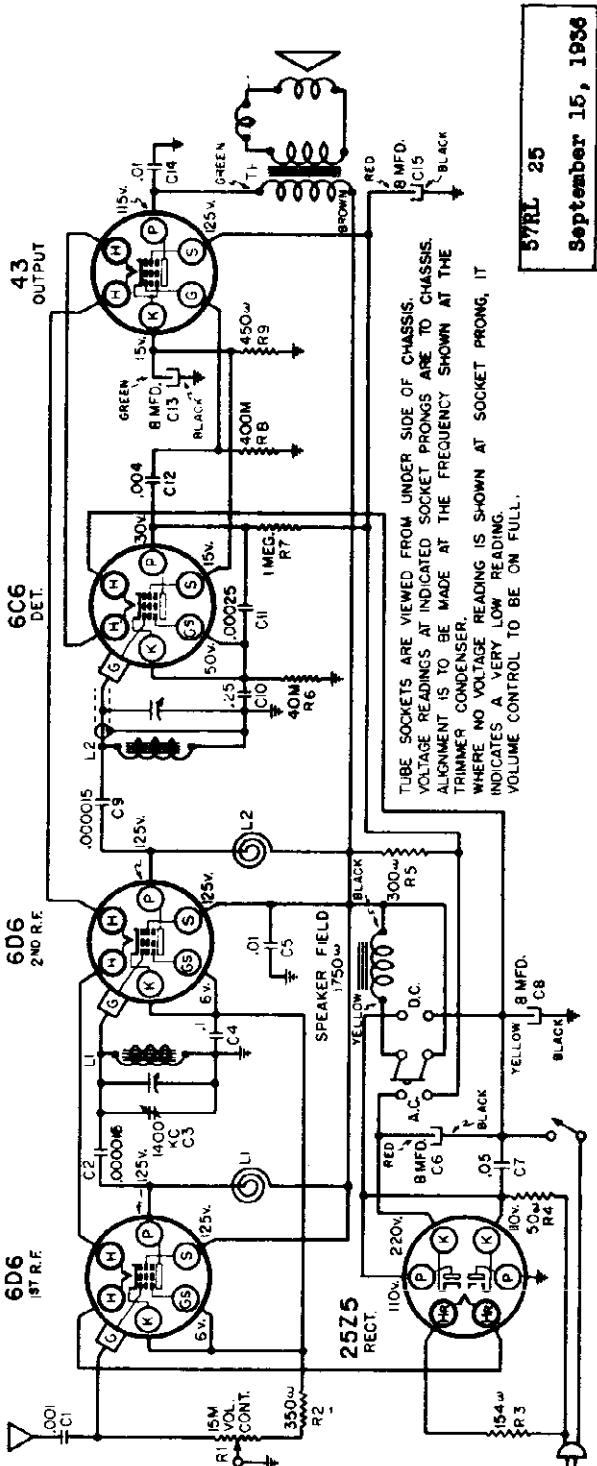 6D6
1ST R.F.
6D6
2ND R.F.
6C6
DET.
43
OUTPUT
.001
C1
G
H
H
P
K
GS
S
125v.
6v.
125v.
C2
1400
KC
C3
L1
G
H
H
P
K
GS
S
125v.
6v.
125v.
.1
C4
.01
C5
.000015
C9
L2
G
H
H
P
K
GS
S
30v.
50v.
15v.
.25
C10
.00025
C11
.004
C12
40M
R6
1 MEG.
R7
H
H
P
K
G
S
115v.
15v.
125v.
GREEN
8 MFD.
C13
BLACK
400M
R8
450ω
R9
.01
C14
GREEN
T1
BROWN
RED
8 MFD.
C15
BLACK
R1
15M
VOL.
CONT.
350ω
R2
L1
L2
SPEAKER FIELD
1750ω
YELLOW
BLACK
300ω
R5
A.C.
D.C.
25Z5
RECT.
110v.
220v.
110v.
P
K
K
P
HR
HR
154ω
R3
50ω
R4
.05
C7
RED
8 MFD.
C6
BLACK
YELLOW
8 MFD.
C8
BLACK
TUBE SOCKETS ARE VIEWED FROM UNDER SIDE OF CHASSIS.
VOLTAGE READINGS AT INDICATED SOCKET PRONGS ARE TO CHASSIS.
ALIGNMENT IS TO BE MADE AT THE FREQUENCY SHOWN AT THE
TRIMMER CONDENSER.
WHERE NO VOLTAGE READING IS SHOWN AT SOCKET PRONG, IT
INDICATES A VERY LOW READING.
VOLUME CONTROL TO BE ON FULL.
57RL 25
September 15, 1936